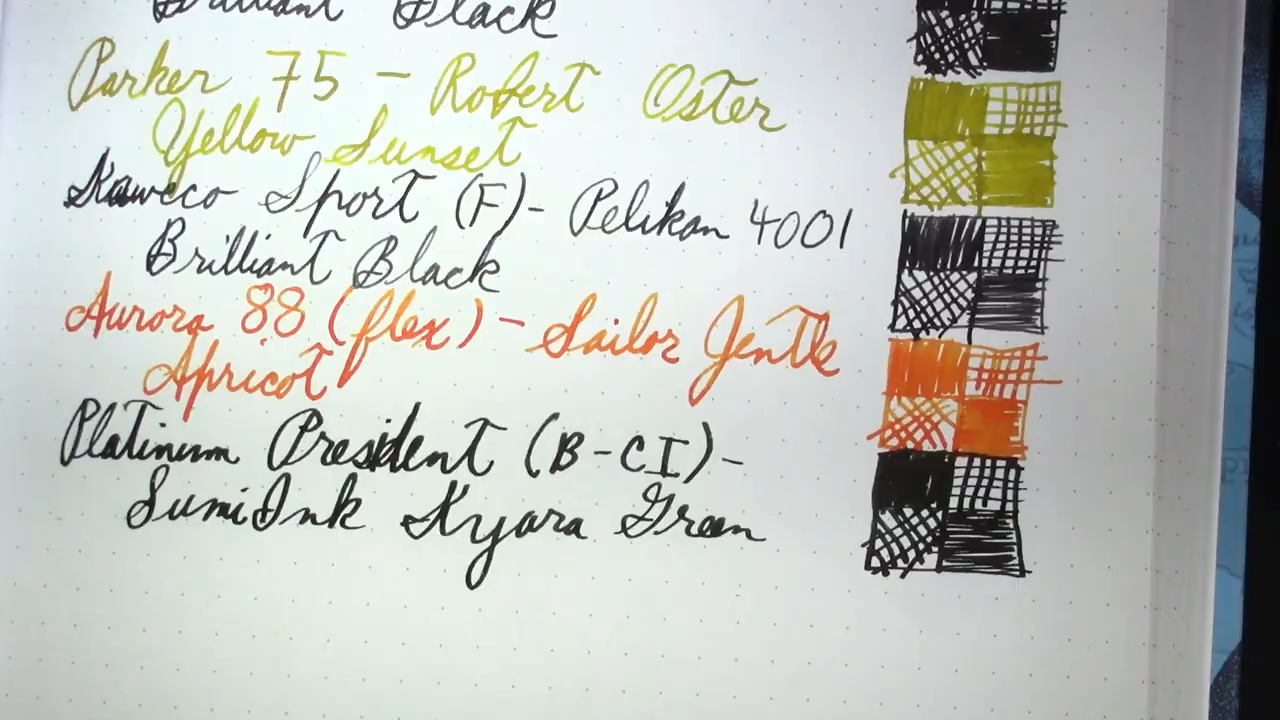 Brilliant Black
Parker 75 - Robert Oster
Yellow Sunset
Kaweco Sport (F) - Pelikan 4001
Brilliant Black
Aurora 88 (flex) - Sailor Jentle
Apricot
Platinum President (B-CI) -
SumiInk Kyara Green